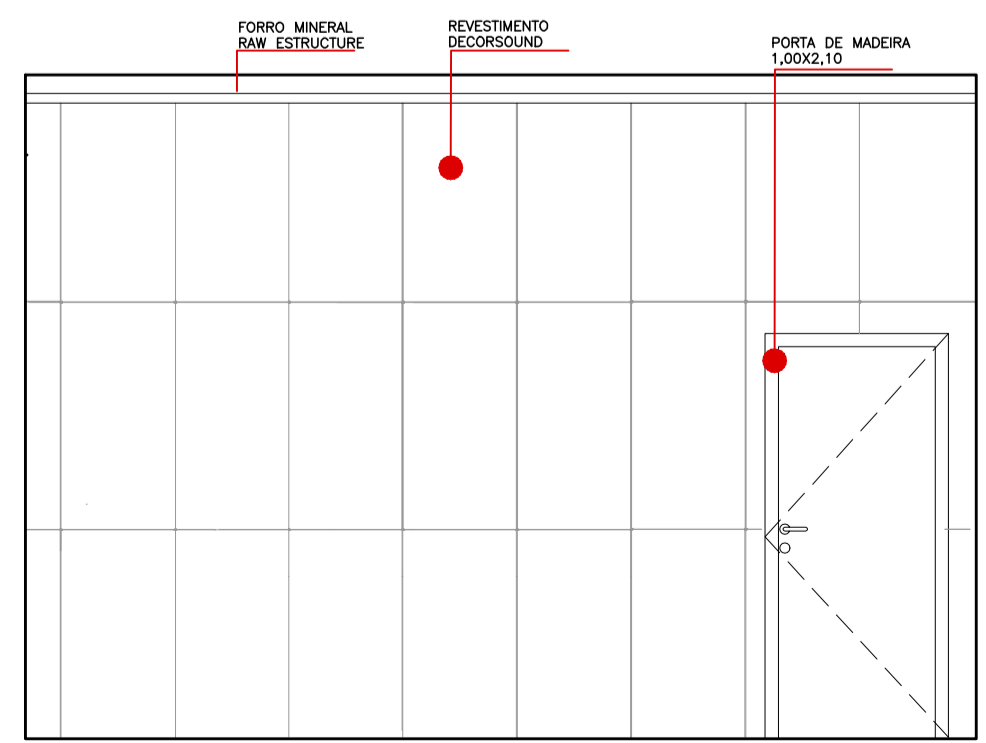 FORRO MINERAL
RAW ESTRUCTURE
REVESTIMENTO
DECORSOUND
PORTA DE MADEIRA
1,00X2,10